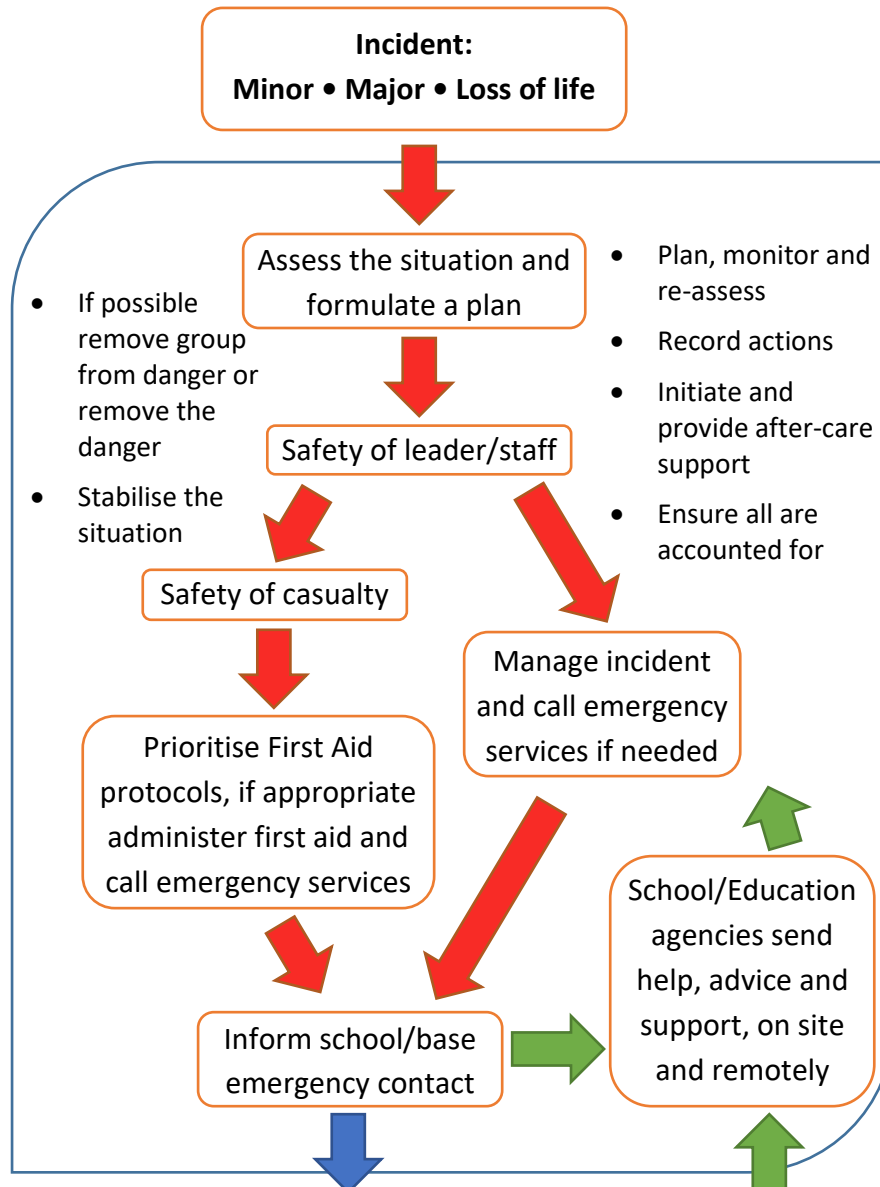 Incident:
Minor • Major • Loss of life
Assess the situation and
formulate a plan
• If possible
remove group
from danger or
remove the
danger
• Stabilise the
situation
• Plan, monitor and
re-assess
• Record actions
• Initiate and
provide after-care
support
• Ensure all are
accounted for
Safety of leader/staff
Safety of casualty
Manage incident
and call emergency
services if needed
Prioritise First Aid
protocols, if appropriate
administer first aid and
call emergency services
School/Education
agencies send
help, advice and
support, on site
and remotely
Inform school/base
emergency contact